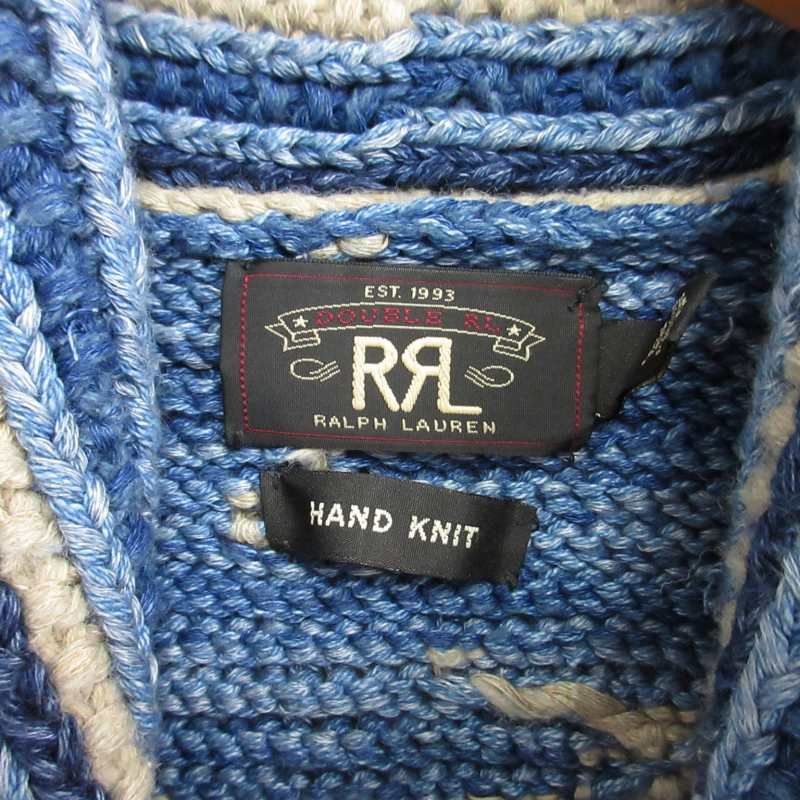 EST. 1993
DOUBLE RL
RRL
RALPH LAUREN
HAND KNIT